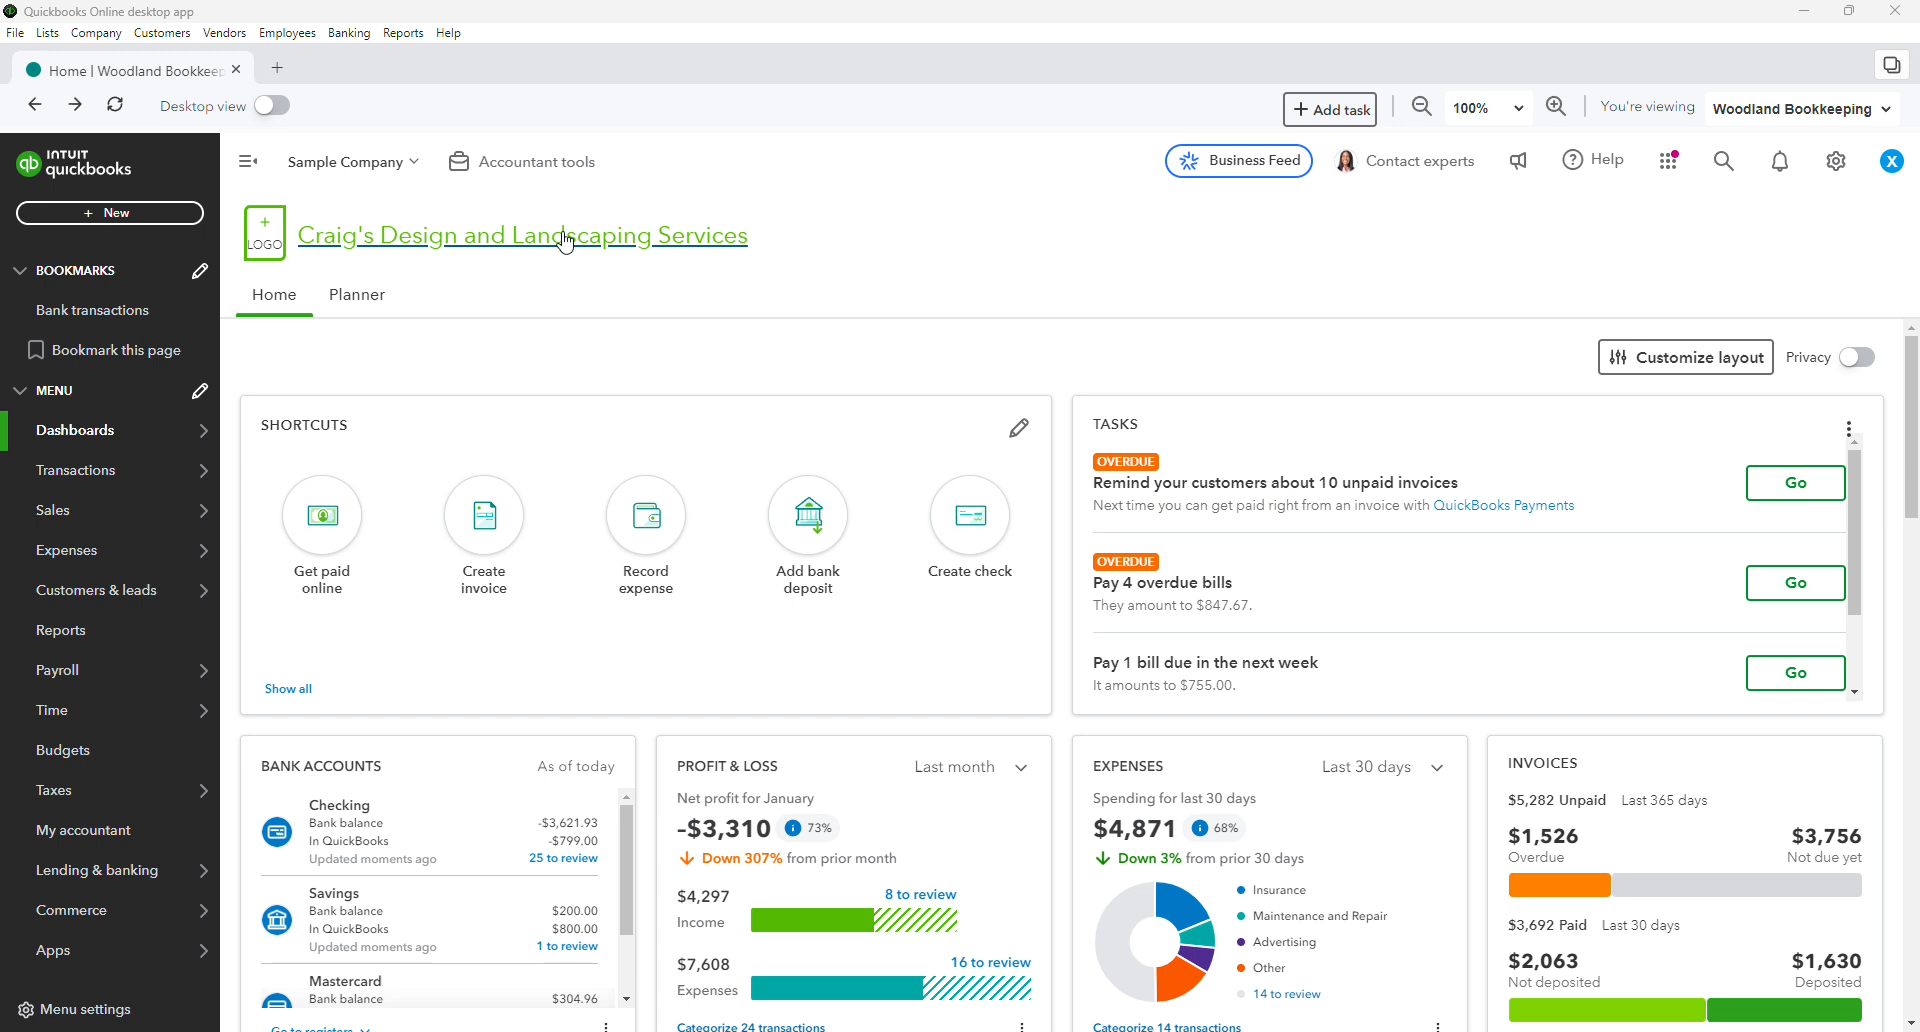 Quickbooks Online desktop app
File Lists Company Customers Vendors Employees Banking Reports Help
Home | Woodland Bookkeep
Desktop view
+ Add task
100%
You're viewing
Woodland Bookkeeping
INTUIT
quickbooks
Sample Company
Accountant tools
Business Feed
Contact experts
Help
X
+ New
+
LOGO
Craig's Design and Landscaping Services
BOOKMARKS
Bank transactions
Bookmark this page
MENU
Dashboards
Transactions
Sales
Expenses
Customers & leads
Reports
Payroll
Time
Budgets
Taxes
My accountant
Lending & banking
Commerce
Apps
Menu settings
Home
Planner
Customize layout
Privacy
SHORTCUTS
Get paid
online
Create
invoice
Record
expense
Add bank
deposit
Create check
Show all
TASKS
OVERDUE
Remind your customers about 10 unpaid invoices
Next time you can get paid right from an invoice with QuickBooks Payments
Go
OVERDUE
Pay 4 overdue bills
They amount to $847.67.
Go
Pay 1 bill due in the next week
It amounts to $755.00.
Go
BANK ACCOUNTS
As of today
Checking
Bank balance -$3,621.93
In QuickBooks -$799.00
Updated moments ago 25 to review
Savings
Bank balance $200.00
In QuickBooks $800.00
Updated moments ago 1 to review
Mastercard
Bank balance $304.96
Go to registers
PROFIT & LOSS
Last month
Net profit for January
-$3,310 73%
Down 307% from prior month
$4,297 8 to review
Income
$7,608 16 to review
Expenses
Categorize 24 transactions
EXPENSES
Last 30 days
Spending for last 30 days
$4,871 68%
Down 3% from prior 30 days
Insurance
Maintenance and Repair
Advertising
Other
14 to review
Categorize 14 transactions
INVOICES
$5,282 Unpaid Last 365 days
$1,526 $3,756
Overdue Not due yet
$3,692 Paid Last 30 days
$2,063 $1,630
Not deposited Deposited